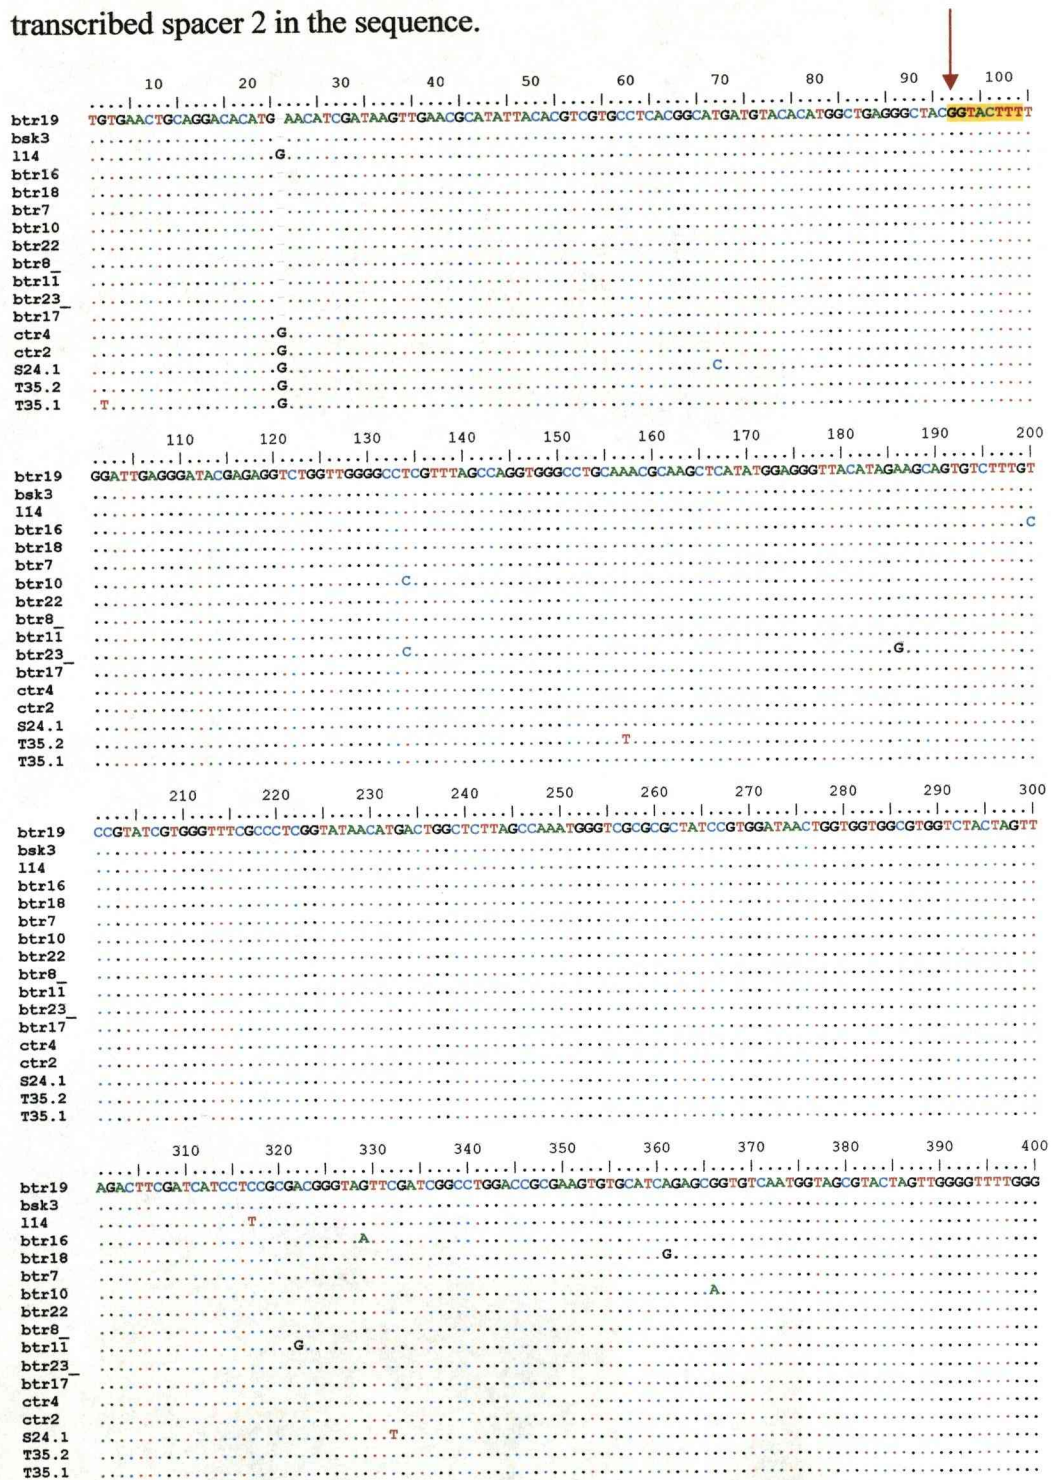 transcribed spacer 2 in the sequence.
10 20 30 40 50 60 70 80 90 100
btr19 TGTGAACTGCAGGACACATG AACATCGATAAGTTGAACGCATATTACACGTCGTGCCTCACGGCATGATGTACACATGGCTGAGGGCTACGGTACTTTT
bsk3
l14 G
btr16
btr18
btr7
btr10
btr22
btr8_
btr11
btr23_
btr17
ctr4 G
ctr2 G
S24.1 G C
T35.2 G
T35.1 T G
110 120 130 140 150 160 170 180 190 200
btr19 GGATTGAGGGATACGAGAGGTCTGGTTGGGGCCTCGTTTAGCCAGGTGGGCCTGCAAACGCAAGCTCATATGGAGGGTTACATAGAAGCAGTGTCTTTGT
bsk3
l14
btr16 C
btr18
btr7
btr10 C
btr22
btr8_
btr11
btr23_ C G
btr17
ctr4
ctr2
S24.1
T35.2 T
T35.1
210 220 230 240 250 260 270 280 290 300
btr19 CCGTATCGTGGGTTTCGCCCTCGGTATAACATGACTGGCTCTTAGCCAAATGGGTCGCGCGCTATCCGTGGATAACTGGTGGTGGCGTGGTCTACTAGTT
bsk3
l14
btr16
btr18
btr7
btr10
btr22
btr8_
btr11
btr23_
btr17
ctr4
ctr2
S24.1
T35.2
T35.1
310 320 330 340 350 360 370 380 390 400
btr19 AGACTTCGATCATCCTCCGCGACGGGTAGTTCGATCGGCCTGGACCGCGAAGTGTGCATCAGAGCGGTGTCAATGGTAGCGTACTAGTTGGGGTTTTGGG
bsk3
l14 T
btr16 A
btr18 G
btr7
btr10 A
btr22
btr8_
btr11 G
btr23_
btr17
ctr4
ctr2
S24.1 T
T35.2
T35.1